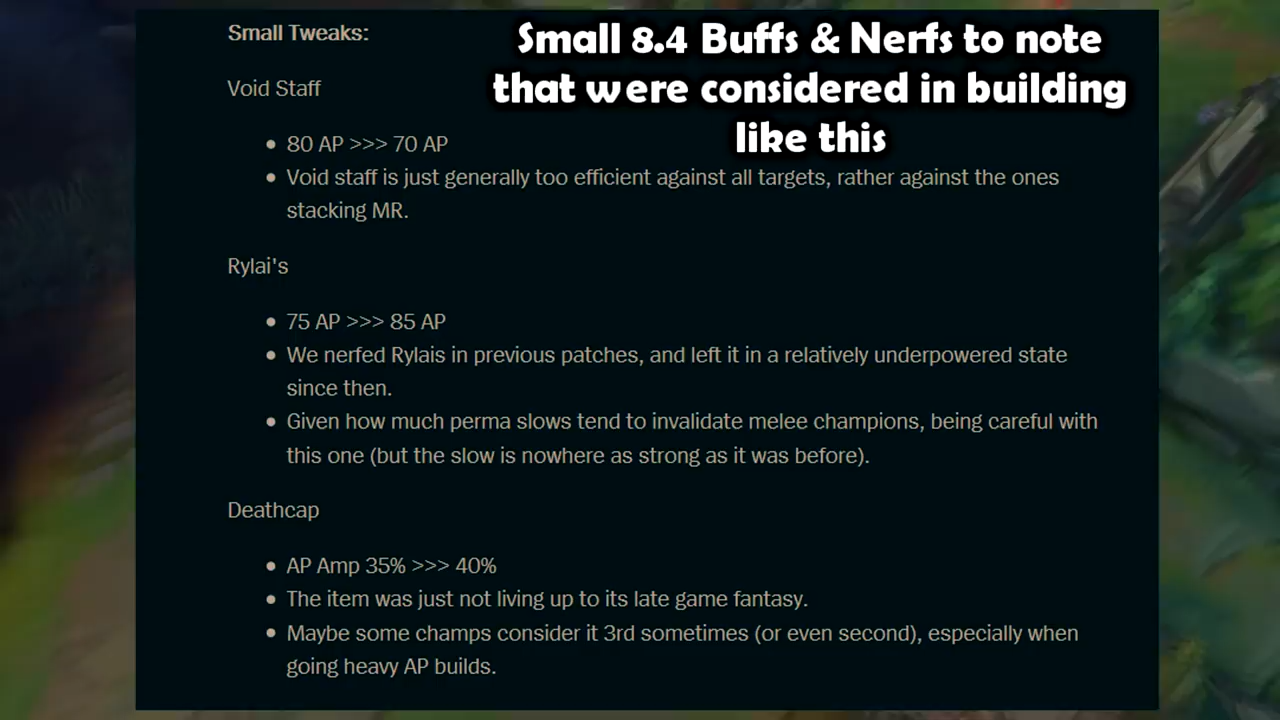 Small Tweaks:
Small 8.4 Buffs & Nerfs to note
that were considered in building
like this
Void Staff
• 80 AP >>> 70 AP
• Void staff is just generally too efficient against all targets, rather against the ones
stacking MR.
Rylai's
• 75 AP >>> 85 AP
• We nerfed Rylais in previous patches, and left it in a relatively underpowered state
since then.
• Given how much perma slows tend to invalidate melee champions, being careful with
this one (but the slow is nowhere as strong as it was before).
Deathcap
• AP Amp 35% >>> 40%
• The item was just not living up to its late game fantasy.
• Maybe some champs consider it 3rd sometimes (or even second), especially when
going heavy AP builds.